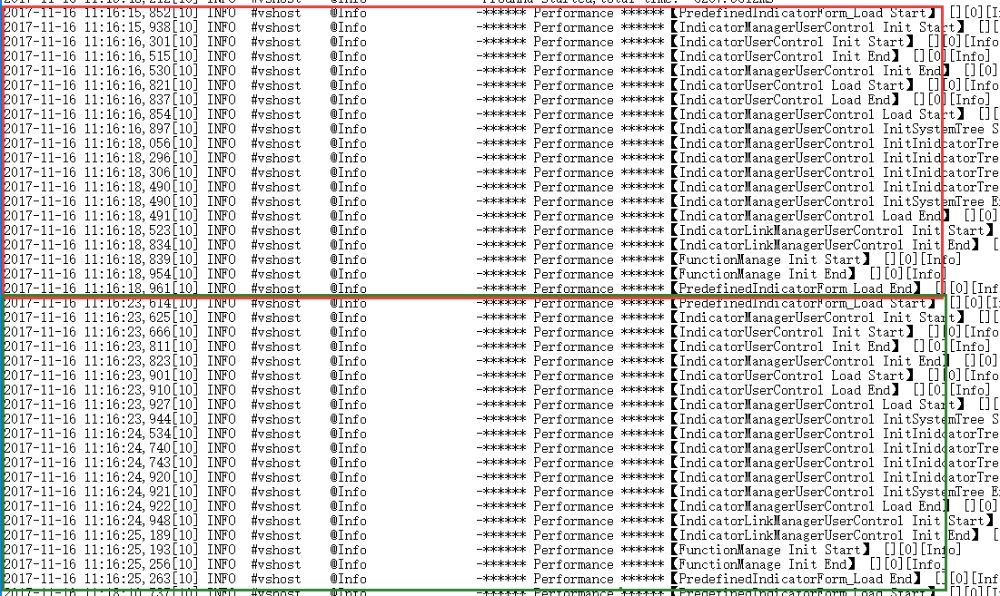 2017-11-16 11:16:15,852[10] INFO #vshost @Info -****** Performance ******【PredefinedIndicatorForm_Load Start】 [][0][I
2017-11-16 11:16:15,938[10] INFO #vshost @Info -****** Performance ******【IndicatorManagerUserControl Init Start】 [][
2017-11-16 11:16:16,301[10] INFO #vshost @Info -****** Performance ******【IndicatorUserControl Init Start】 [][0][Info
2017-11-16 11:16:16,515[10] INFO #vshost @Info -****** Performance ******【IndicatorUserControl Init End】 [][0][Info]
2017-11-16 11:16:16,530[10] INFO #vshost @Info -****** Performance ******【IndicatorManagerUserControl Init End】 [][0]
2017-11-16 11:16:16,821[10] INFO #vshost @Info -****** Performance ******【IndicatorUserControl Load Start】 [][0][Info
2017-11-16 11:16:16,837[10] INFO #vshost @Info -****** Performance ******【IndicatorUserControl Load End】 [][0][Info]
2017-11-16 11:16:16,854[10] INFO #vshost @Info -****** Performance ******【IndicatorManagerUserControl Load Start】 [][
2017-11-16 11:16:16,897[10] INFO #vshost @Info -****** Performance ******【IndicatorManagerUserControl InitSystemTree S
2017-11-16 11:16:18,056[10] INFO #vshost @Info -****** Performance ******【IndicatorManagerUserControl InitInidcatorTre
2017-11-16 11:16:18,296[10] INFO #vshost @Info -****** Performance ******【IndicatorManagerUserControl InitInidcatorTre
2017-11-16 11:16:18,306[10] INFO #vshost @Info -****** Performance ******【IndicatorManagerUserControl InitInidcatorTre
2017-11-16 11:16:18,490[10] INFO #vshost @Info -****** Performance ******【IndicatorManagerUserControl InitInidcatorTre
2017-11-16 11:16:18,490[10] INFO #vshost @Info -****** Performance ******【IndicatorManagerUserControl InitSystemTree E
2017-11-16 11:16:18,491[10] INFO #vshost @Info -****** Performance ******【IndicatorManagerUserControl Load End】 [][0]
2017-11-16 11:16:18,523[10] INFO #vshost @Info -****** Performance ******【IndicatorLinkManagerUserControl Init Start】
2017-11-16 11:16:18,834[10] INFO #vshost @Info -****** Performance ******【IndicatorLinkManagerUserControl Init End】 [
2017-11-16 11:16:18,839[10] INFO #vshost @Info -****** Performance ******【FunctionManage Init Start】 [][0][Info]
2017-11-16 11:16:18,954[10] INFO #vshost @Info -****** Performance ******【FunctionManage Init End】 [][0][Info]
2017-11-16 11:16:18,961[10] INFO #vshost @Info -****** Performance ******【PredefinedIndicatorForm_Load End】 [][0][Inf
2017-11-16 11:16:23,614[10] INFO #vshost @Info -****** Performance ******【PredefinedIndicatorForm_Load Start】 [][0][I
2017-11-16 11:16:23,625[10] INFO #vshost @Info -****** Performance ******【IndicatorManagerUserControl Init Start】 [][
2017-11-16 11:16:23,666[10] INFO #vshost @Info -****** Performance ******【IndicatorUserControl Init Start】 [][0][Info
2017-11-16 11:16:23,811[10] INFO #vshost @Info -****** Performance ******【IndicatorUserControl Init End】 [][0][Info]
2017-11-16 11:16:23,823[10] INFO #vshost @Info -****** Performance ******【IndicatorManagerUserControl Init End】 [][0]
2017-11-16 11:16:23,901[10] INFO #vshost @Info -****** Performance ******【IndicatorUserControl Load Start】 [][0][Info
2017-11-16 11:16:23,910[10] INFO #vshost @Info -****** Performance ******【IndicatorUserControl Load End】 [][0][Info]
2017-11-16 11:16:23,927[10] INFO #vshost @Info -****** Performance ******【IndicatorManagerUserControl Load Start】 [][
2017-11-16 11:16:23,944[10] INFO #vshost @Info -****** Performance ******【IndicatorManagerUserControl InitSystemTree S
2017-11-16 11:16:24,534[10] INFO #vshost @Info -****** Performance ******【IndicatorManagerUserControl InitInidcatorTre
2017-11-16 11:16:24,740[10] INFO #vshost @Info -****** Performance ******【IndicatorManagerUserControl InitInidcatorTre
2017-11-16 11:16:24,743[10] INFO #vshost @Info -****** Performance ******【IndicatorManagerUserControl InitInidcatorTre
2017-11-16 11:16:24,920[10] INFO #vshost @Info -****** Performance ******【IndicatorManagerUserControl InitInidcatorTre
2017-11-16 11:16:24,921[10] INFO #vshost @Info -****** Performance ******【IndicatorManagerUserControl InitSystemTree E
2017-11-16 11:16:24,922[10] INFO #vshost @Info -****** Performance ******【IndicatorManagerUserControl Load End】 [][0]
2017-11-16 11:16:24,948[10] INFO #vshost @Info -****** Performance ******【IndicatorLinkManagerUserControl Init Start】
2017-11-16 11:16:25,189[10] INFO #vshost @Info -****** Performance ******【IndicatorLinkManagerUserControl Init End】 [
2017-11-16 11:16:25,193[10] INFO #vshost @Info -****** Performance ******【FunctionManage Init Start】 [][0][Info]
2017-11-16 11:16:25,256[10] INFO #vshost @Info -****** Performance ******【FunctionManage Init End】 [][0][Info]
2017-11-16 11:16:25,263[10] INFO #vshost @Info -****** Performance ******【PredefinedIndicatorForm_Load End】 [][0][Inf